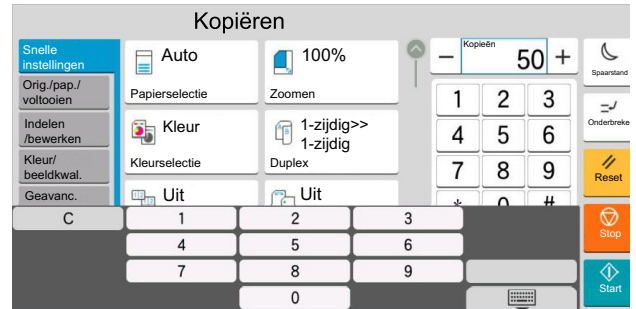 Kopiëren
Snelle
instellingen
Orig./pap./
voltooien
Indelen
/bewerken
Kleur/
beeldkwal.
Geavanc.
Auto
Papierselectie
100%
Zoomen
Kleur
Kleurselectie
1-zijdig>>
1-zijdig
Duplex
Uit
Uit
Kopieën
− 50 +
1 2 3
4 5 6
7 8 9
* 0 #
Spaarstand
Onderbreke
Reset
Stop
Start
C 1 2 3
4 5 6
7 8 9
0